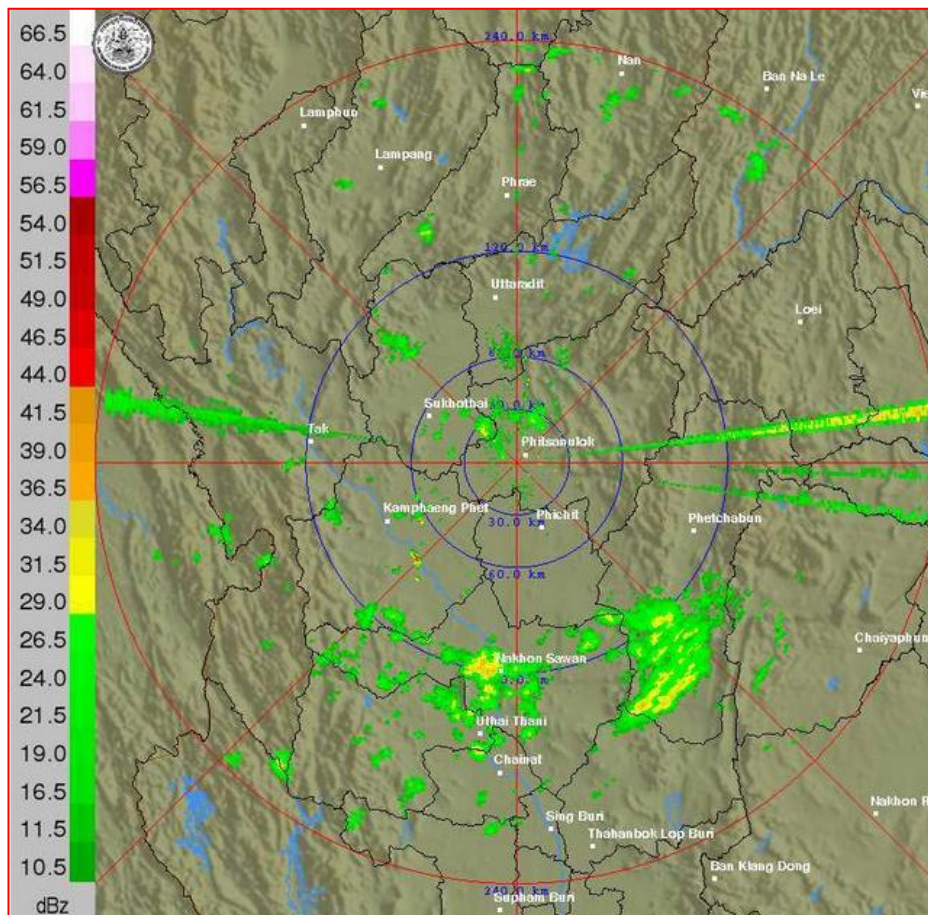 66.5
64.0
61.5
59.0
56.5
54.0
51.5
49.0
46.5
44.0
41.5
39.0
36.5
34.0
31.5
29.0
26.5
24.0
21.5
19.0
16.5
11.5
10.5
dBz
240.0 km
Nan
Ban Na Le
Lamphun
Lampang
Phrae
120.0 km
Uttaradit
Loei
Sukhothai
Tak
Phitsanulok
Kamphaeng Phet
30.0 km
Phichit
Phetchabun
60.0 km
Chaiyaphum
Nakhon Sawan
Uthai Thani
Chainat
Nakhon R
Sing Buri
Thahanbok Lop Buri
Ban Klang Dong
240.0 km
Supham Buri